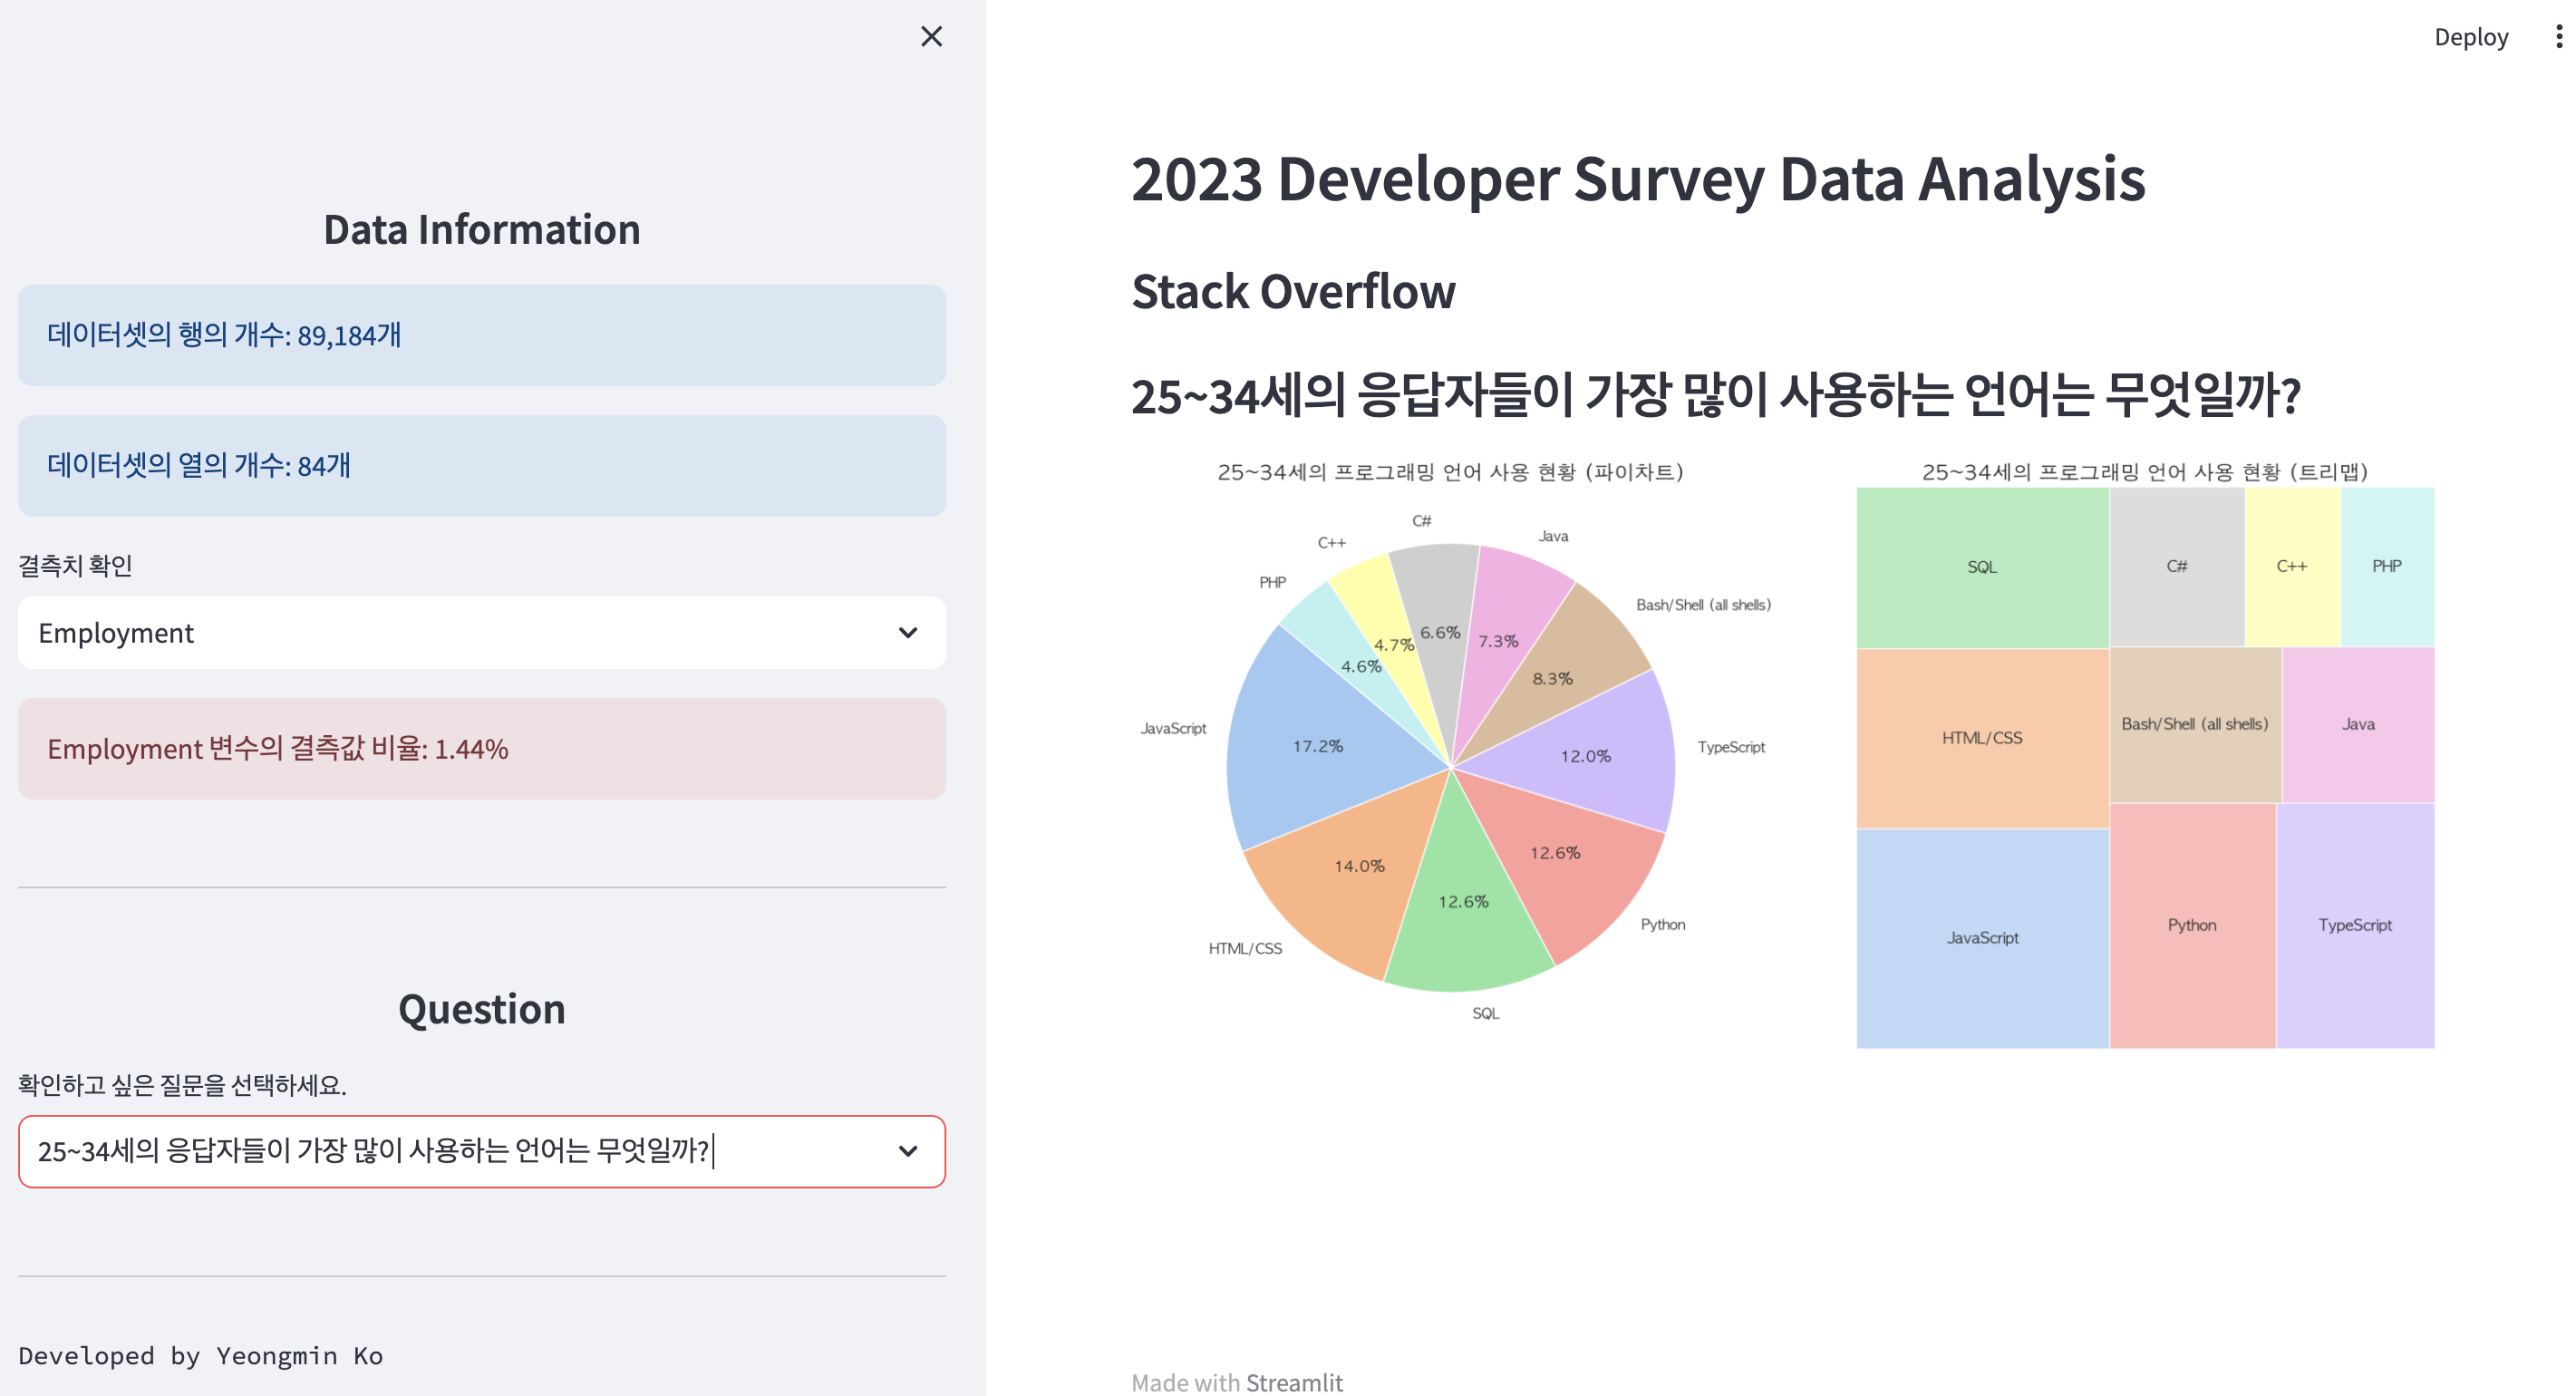 Deploy
Data Information
데이터셋의 행의 개수: 89,184개
데이터셋의 열의 개수: 84개
결측치 확인
Employment
Employment 변수의 결측값 비율: 1.44%
Question
확인하고 싶은 질문을 선택하세요.
25~34세의 응답자들이 가장 많이 사용하는 언어는 무엇일까?
Developed by Yeongmin Ko
2023 Developer Survey Data Analysis
Stack Overflow
25~34세의 응답자들이 가장 많이 사용하는 언어는 무엇일까?
25~34세의 프로그래밍 언어 사용 현황 (파이차트)
C#
Java
C++
PHP
Bash/Shell (all shells)
6.6%
7.3%
4.7%
4.6%
8.3%
JavaScript
17.2%
12.0%
TypeScript
14.0%
12.6%
12.6%
Python
HTML/CSS
SQL
25~34세의 프로그래밍 언어 사용 현황 (트리맵)
SQL
C#
C++
PHP
HTML/CSS
Bash/Shell (all shells)
Java
JavaScript
Python
TypeScript
Made with Streamlit